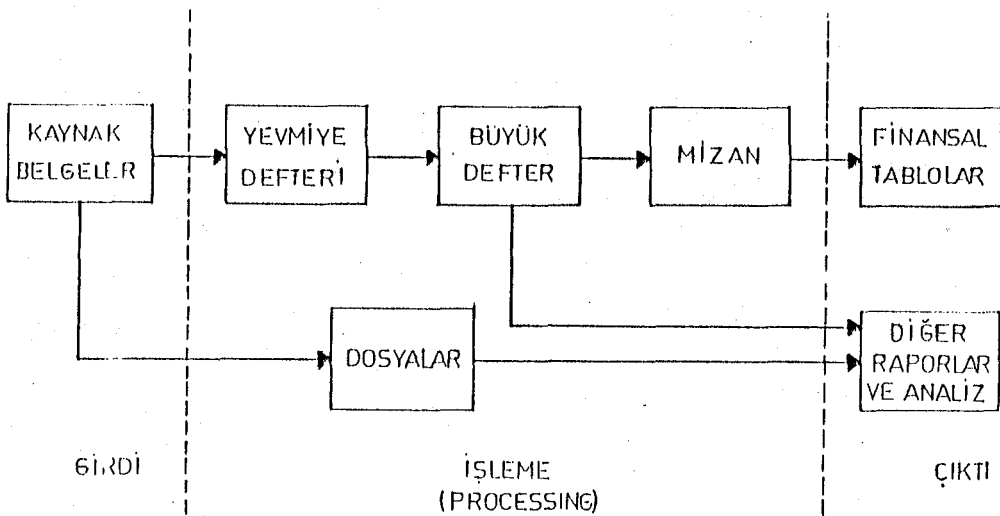 KAYNAK
BELGELER
YEVMİYE
DEFTERİ
BÜYÜK
DEFTER
MİZAN
FİNANSAL
TABLOLAR
DOSYALAR
DİĞER
RAPORLAR
VE ANALİZ
GİRDİ
İŞLEME
(PROCESSING)
ÇIKTI